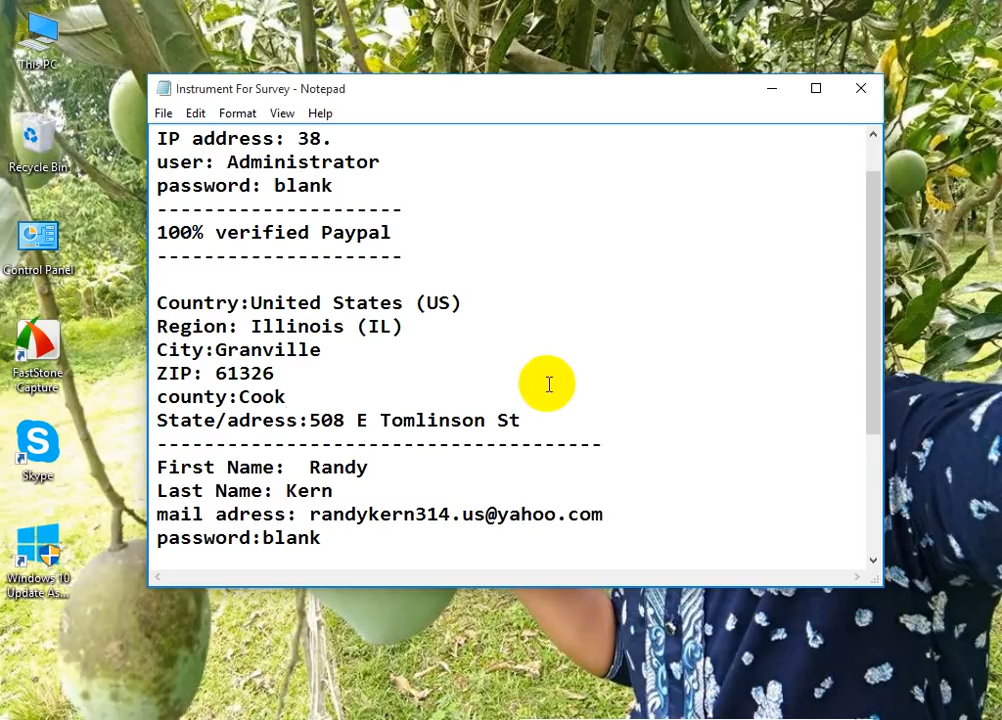 This PC
Recycle Bin
Control Panel
FastStone
Capture
Skype
Windows 10
Update As...
Instrument For Survey - Notepad
File Edit Format View Help
IP address: 38.
user: Administrator
password: blank
---------------------
100% verified Paypal
---------------------
Country:United States (US)
Region: Illinois (IL)
City:Granville
ZIP: 61326
county:Cook
State/adress:508 E Tomlinson St
--------------------------------------
First Name:  Randy
Last Name: Kern
mail adress: randykern314.us@yahoo.com
password:blank